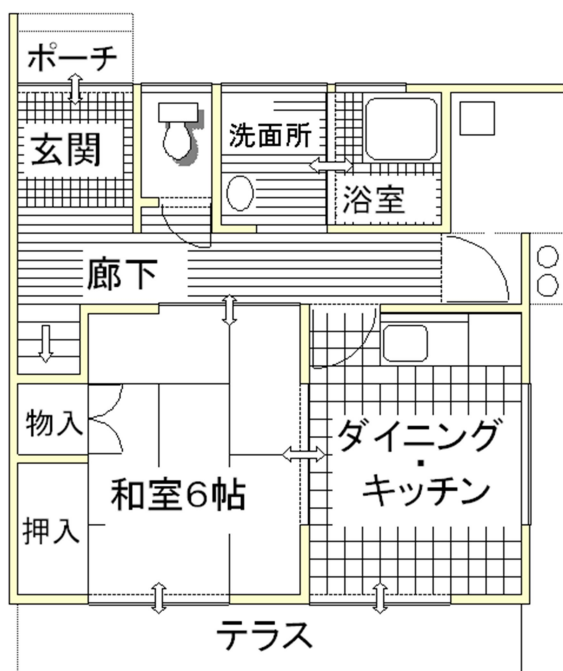 ポーチ
玄関
洗面所
浴室
廊下
物入
ダイニング
・
キッチン
和室6帖
押入
テラス